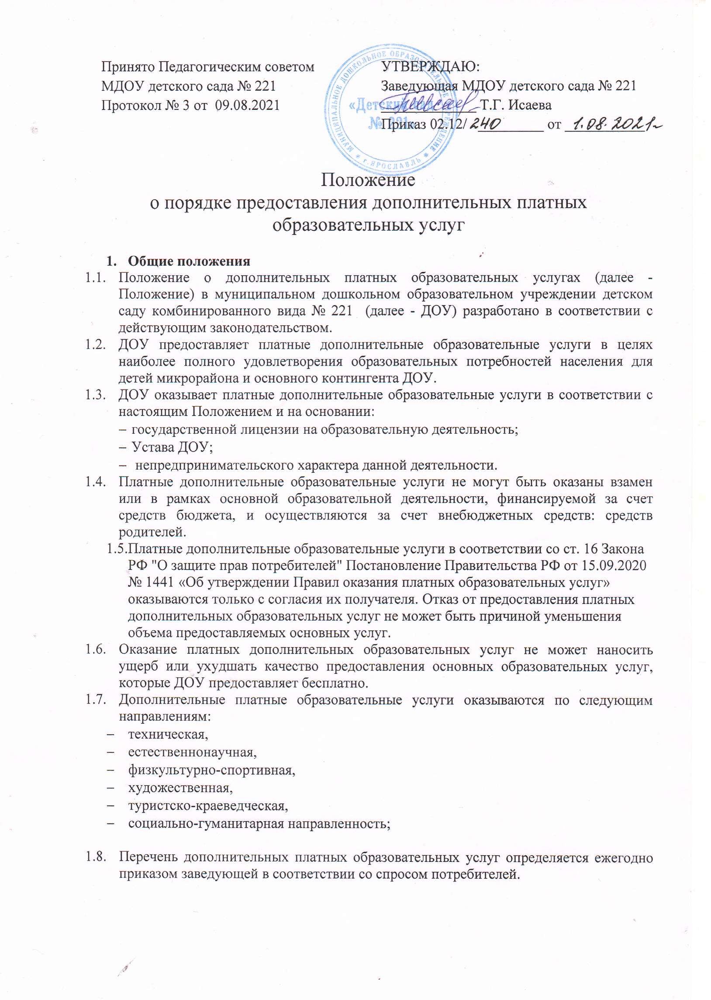 Принято Педагогическим советом
МДОУ детского сада № 221
Протокол № 3 от 09.08.2021
УТВЕРЖДАЮ:
Заведующая МДОУ детского сада № 221
Т.Г. Исаева
Приказ 02.12/ 240 от 1.08.2021
МУНИЦИПАЛЬНОЕ ДОШКОЛЬНОЕ ОБРАЗОВАТЕЛЬНОЕ УЧРЕЖДЕНИЕ * г.ЯРОСЛАВЛЬ *
«Детский сад
№ 221»
Положение
о порядке предоставления дополнительных платных
образовательных услуг
1. Общие положения
1.1. Положение о дополнительных платных образовательных услугах (далее -
Положение) в муниципальном дошкольном образовательном учреждении детском
саду комбинированного вида № 221 (далее - ДОУ) разработано в соответствии с
действующим законодательством.
1.2. ДОУ предоставляет платные дополнительные образовательные услуги в целях
наиболее полного удовлетворения образовательных потребностей населения для
детей микрорайона и основного контингента ДОУ.
1.3. ДОУ оказывает платные дополнительные образовательные услуги в соответствии с
настоящим Положением и на основании:
– государственной лицензии на образовательную деятельность;
– Устава ДОУ;
– непредпринимательского характера данной деятельности.
1.4. Платные дополнительные образовательные услуги не могут быть оказаны взамен
или в рамках основной образовательной деятельности, финансируемой за счет
средств бюджета, и осуществляются за счет внебюджетных средств: средств
родителей.
1.5.Платные дополнительные образовательные услуги в соответствии со ст. 16 Закона
РФ "О защите прав потребителей" Постановление Правительства РФ от 15.09.2020
№ 1441 «Об утверждении Правил оказания платных образовательных услуг»
оказываются только с согласия их получателя. Отказ от предоставления платных
дополнительных образовательных услуг не может быть причиной уменьшения
объема предоставляемых основных услуг.
1.6. Оказание платных дополнительных образовательных услуг не может наносить
ущерб или ухудшать качество предоставления основных образовательных услуг,
которые ДОУ предоставляет бесплатно.
1.7. Дополнительные платные образовательные услуги оказываются по следующим
направлениям:
– техническая,
– естественнонаучная,
– физкультурно-спортивная,
– художественная,
– туристско-краеведческая,
– социально-гуманитарная направленность;
1.8. Перечень дополнительных платных образовательных услуг определяется ежегодно
приказом заведующей в соответствии со спросом потребителей.